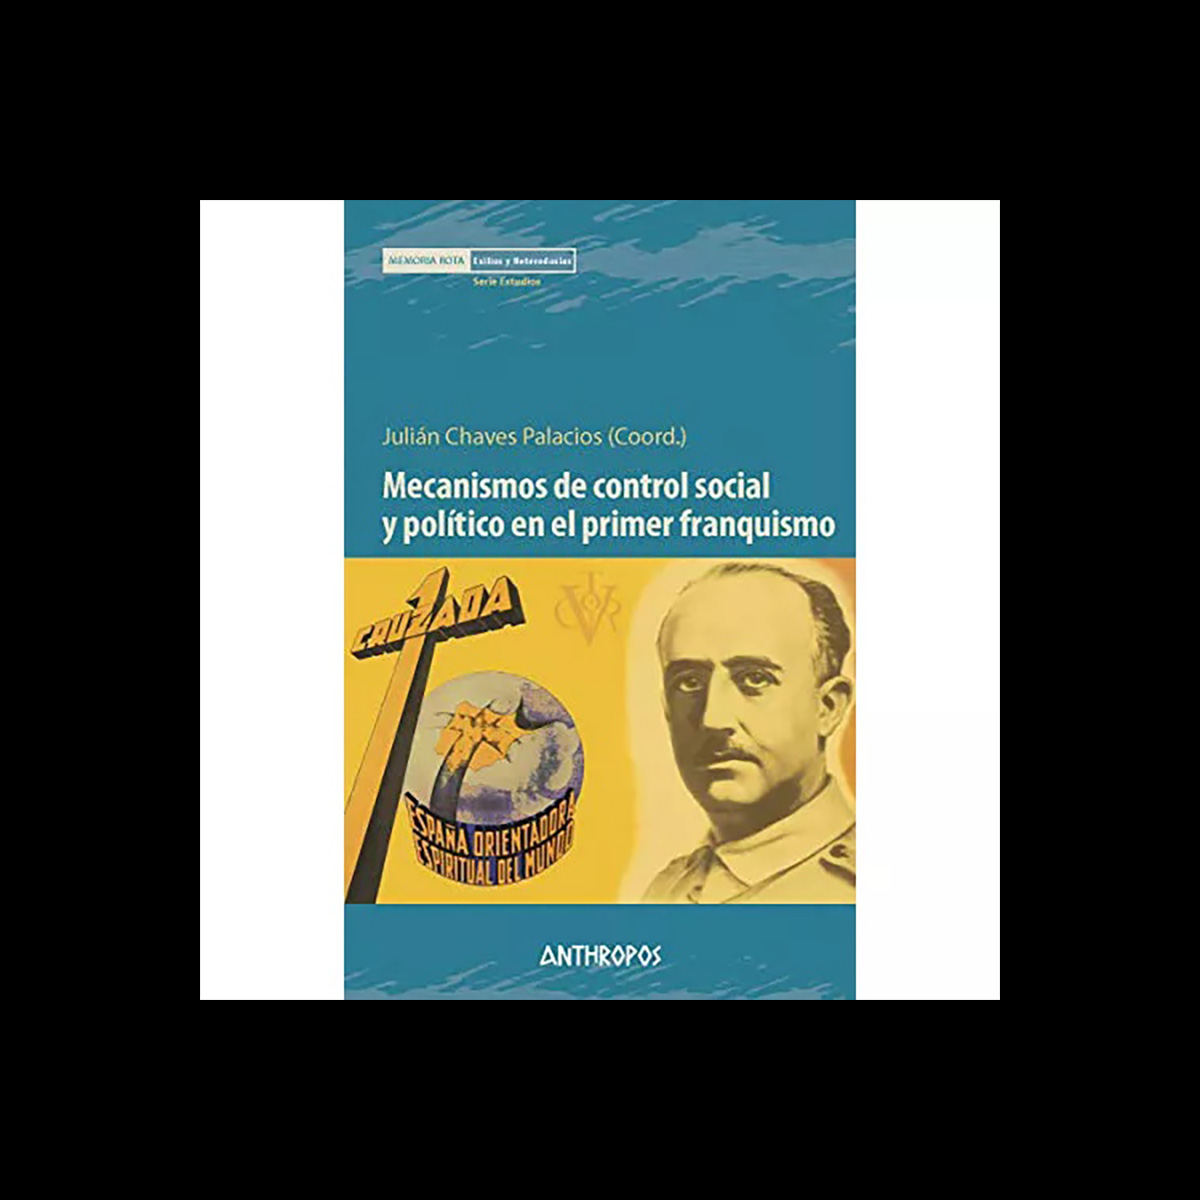 MEMORIA ROTA Exilios y Heterodoxias
Serie Estudios
Julián Chaves Palacios (Coord.)
Mecanismos de control social
y político en el primer franquismo
CRUZADA
ESPAÑA ORIENTADORA
ESPIRITUAL DEL MUNDO
ANTHROPOS